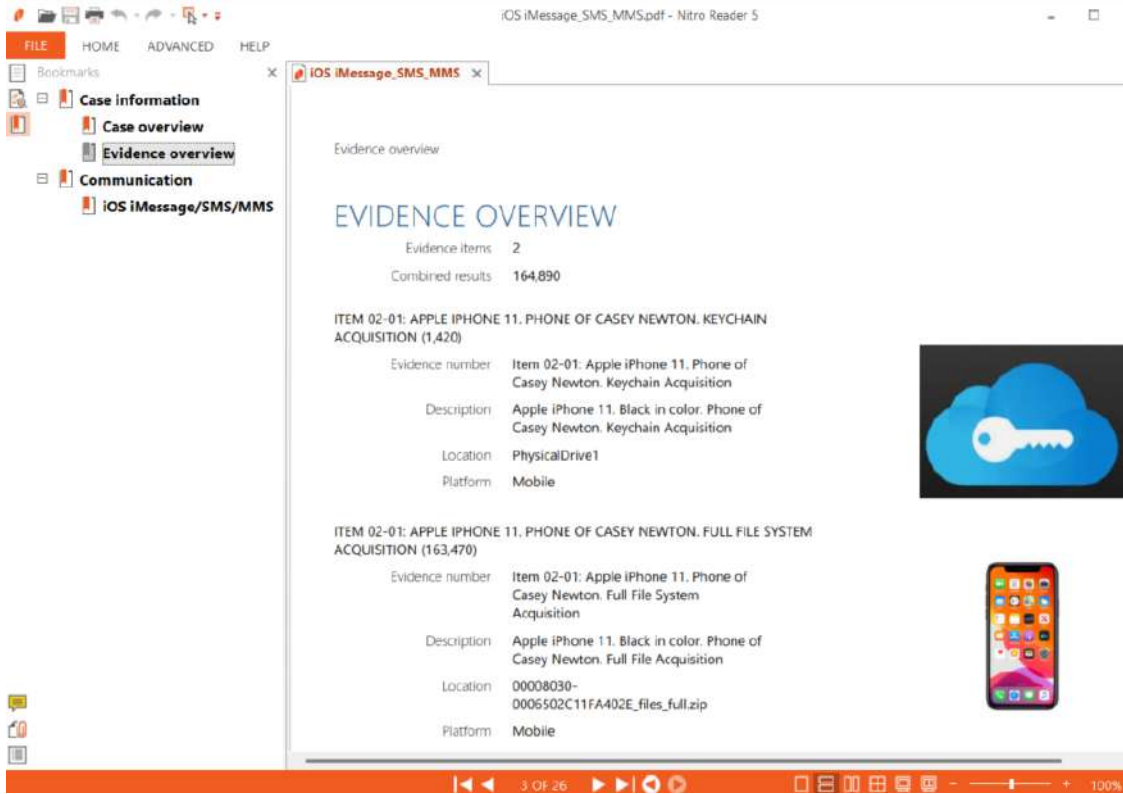 iOS iMessage_SMS_MMS.pdf - Nitro Reader 5
FILE HOME ADVANCED HELP
Bookmarks
iOS iMessage_SMS_MMS
Case information
Case overview
Evidence overview
Communication
iOS iMessage/SMS/MMS
Evidence overview
EVIDENCE OVERVIEW
Evidence items 2
Combined results 164,890
ITEM 02-01: APPLE IPHONE 11. PHONE OF CASEY NEWTON. KEYCHAIN
ACQUISITION (1,420)
Evidence number Item 02-01: Apple iPhone 11. Phone of
Casey Newton. Keychain Acquisition
Description Apple iPhone 11. Black in color. Phone of
Casey Newton. Keychain Acquisition
Location PhysicalDrive1
Platform Mobile
ITEM 02-01: APPLE IPHONE 11. PHONE OF CASEY NEWTON. FULL FILE SYSTEM
ACQUISITION (163,470)
Evidence number Item 02-01: Apple iPhone 11. Phone of
Casey Newton. Full File System
Acquisition
Description Apple iPhone 11. Black in color. Phone of
Casey Newton. Full File Acquisition
Location 00008030-
0006502C11FA402E_files_full.zip
Platform Mobile
3 OF 26
100%